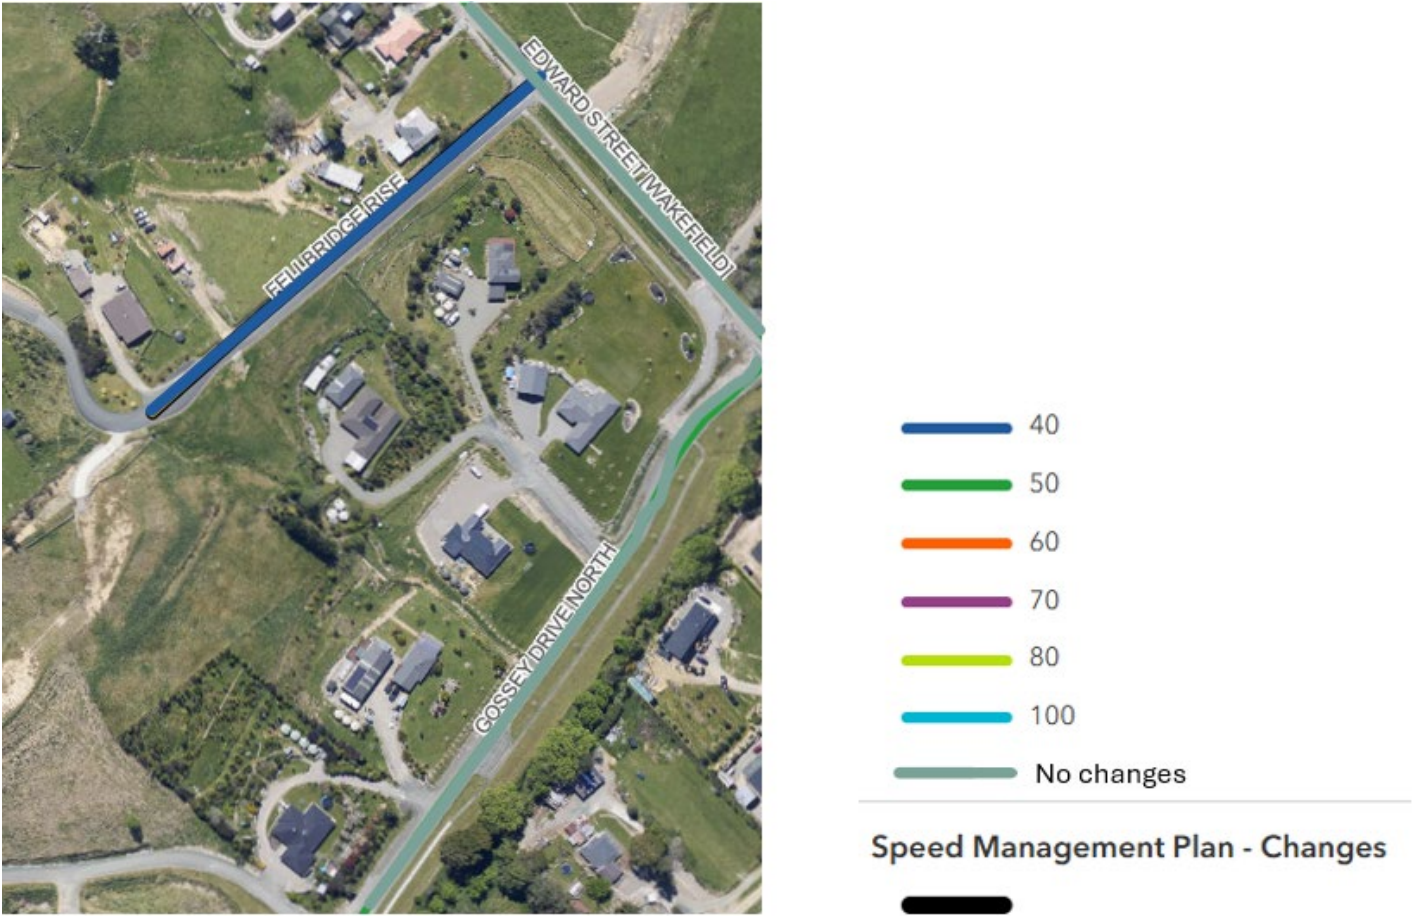 EDWARD STREET [WAKEFIELD]
FELLBRIDGE RISE
GOSSEY DRIVE NORTH
40
50
60
70
80
100
No changes
Speed Management Plan - Changes